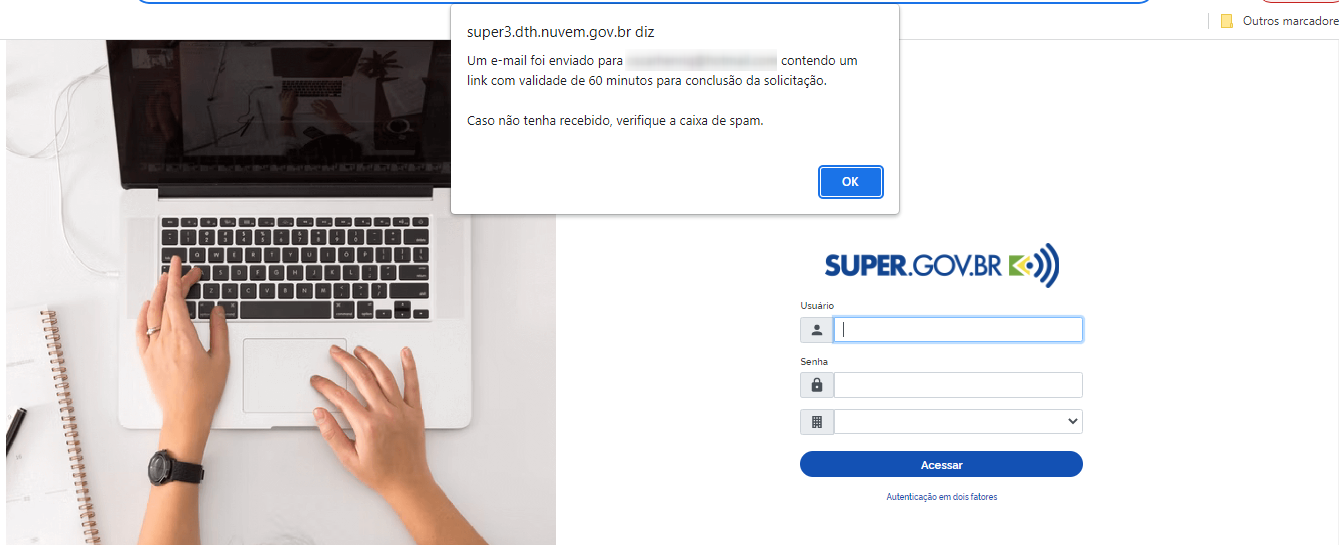 Outros marcadore
super3.dth.nuvem.gov.br diz
Um e-mail foi enviado para contendo um
link com validade de 60 minutos para conclusão da solicitação.
Caso não tenha recebido, verifique a caixa de spam.
OK
SUPER.GOV.BR
Usuário
Senha
Acessar
Autenticação em dois fatores